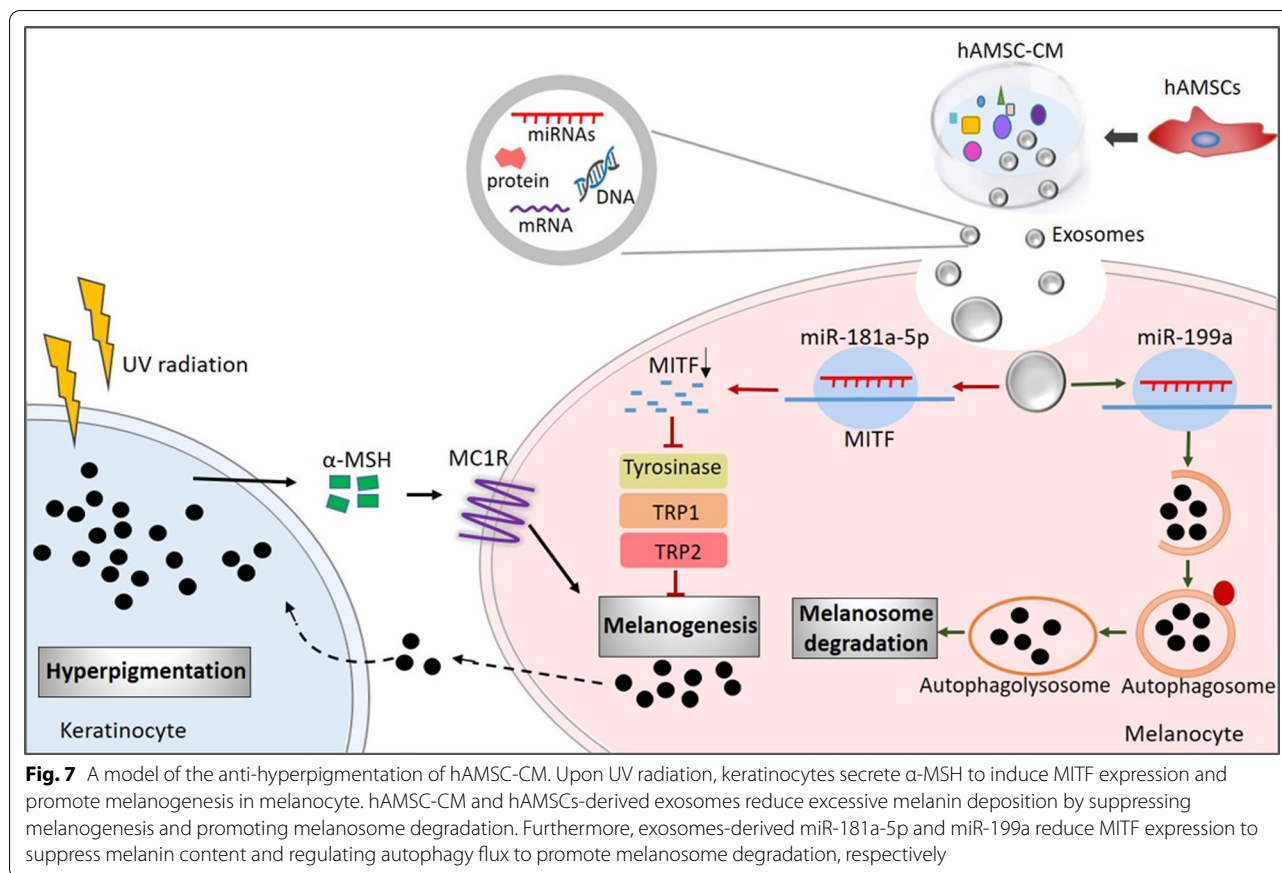 hAMSC-CM
hAMSCs
miRNAs
protein
DNA
mRNA
Exosomes
UV radiation
miR-181a-5p
miR-199a
MITF↓
MITF
α-MSH
MC1R
Tyrosinase
TRP1
TRP2
Melanogenesis
Melanosome
degradation
Autophagolysosome
Autophagosome
Hyperpigmentation
Keratinocyte
Melanocyte
Fig. 7 A model of the anti-hyperpigmentation of hAMSC-CM. Upon UV radiation, keratinocytes secrete α-MSH to induce MITF expression and
promote melanogenesis in melanocyte. hAMSC-CM and hAMSCs-derived exosomes reduce excessive melanin deposition by suppressing
melanogenesis and promoting melanosome degradation. Furthermore, exosomes-derived miR-181a-5p and miR-199a reduce MITF expression to
suppress melanin content and regulating autophagy flux to promote melanosome degradation, respectively